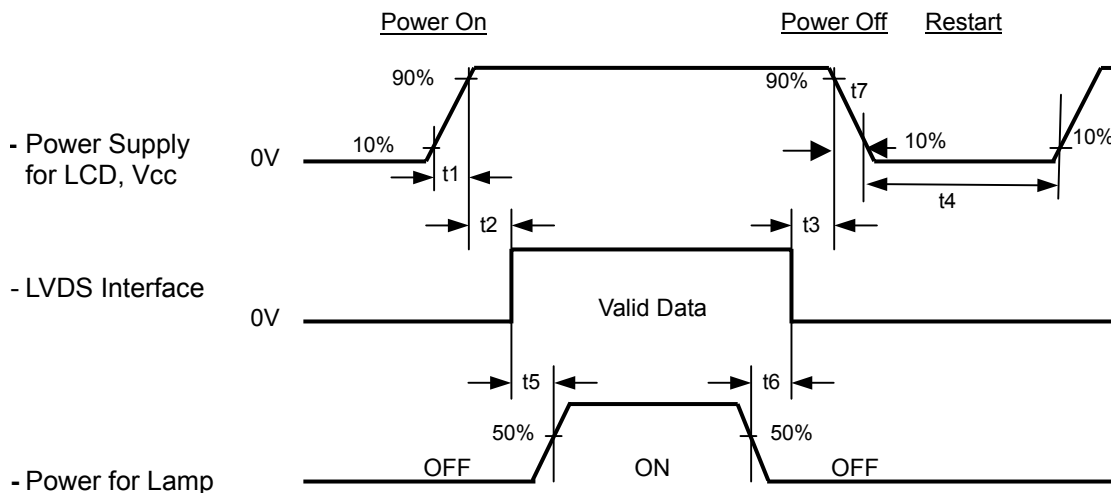 Power On
Power Off
Restart
90%
90%
t7
- Power Supply
for LCD, Vcc
0V
10%
10%
10%
t1
t4
t2
t3
- LVDS Interface
0V
Valid Data
t5
t6
50%
50%
- Power for Lamp
OFF
ON
OFF